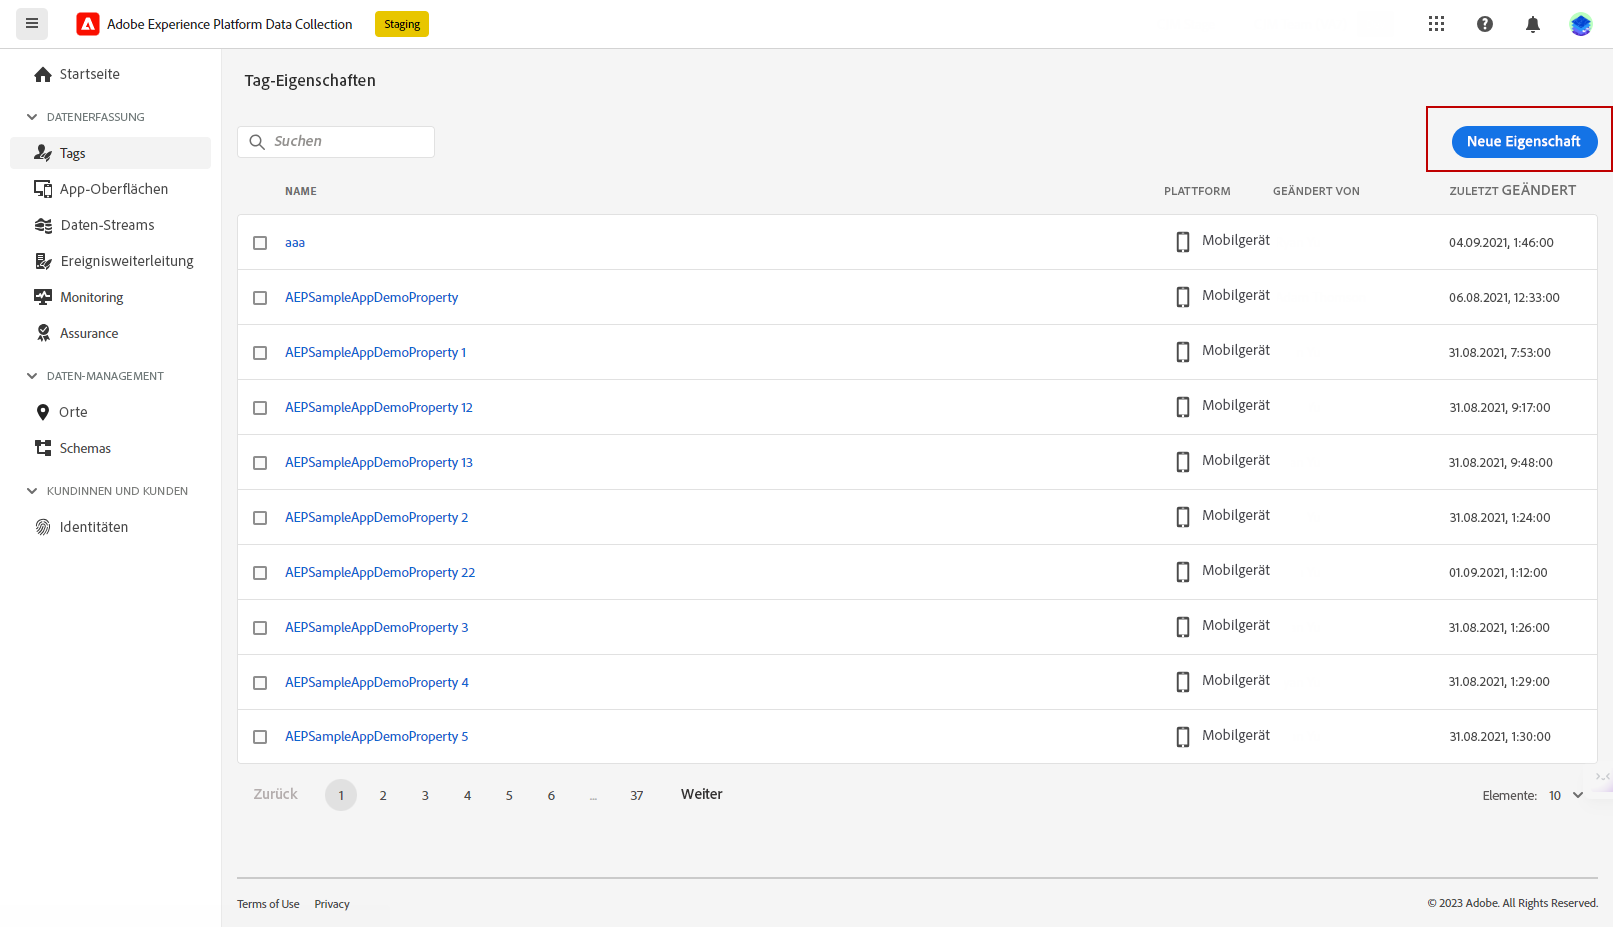 Adobe Experience Platform Data Collection Staging
Startseite
DATENERFASSUNG
Tags
App-Oberflächen
Daten-Streams
Ereignisweiterleitung
Monitoring
Assurance
DATEN-MANAGEMENT
Orte
Schemas
KUNDINNEN UND KUNDEN
Identitäten
Tag-Eigenschaften
Suchen
Neue Eigenschaft
NAME PLATTFORM GEÄNDERT VON ZULETZT GEÄNDERT
aaa Mobilgerät 04.09.2021, 1:46:00
AEPSampleAppDemoProperty Mobilgerät 06.08.2021, 12:33:00
AEPSampleAppDemoProperty 1 Mobilgerät 31.08.2021, 7:53:00
AEPSampleAppDemoProperty 12 Mobilgerät 31.08.2021, 9:17:00
AEPSampleAppDemoProperty 13 Mobilgerät 31.08.2021, 9:48:00
AEPSampleAppDemoProperty 2 Mobilgerät 31.08.2021, 1:24:00
AEPSampleAppDemoProperty 22 Mobilgerät 01.09.2021, 1:12:00
AEPSampleAppDemoProperty 3 Mobilgerät 31.08.2021, 1:26:00
AEPSampleAppDemoProperty 4 Mobilgerät 31.08.2021, 1:29:00
AEPSampleAppDemoProperty 5 Mobilgerät 31.08.2021, 1:30:00
Zurück 1 2 3 4 5 6 ... 37 Weiter Elemente: 10
Terms of Use Privacy © 2023 Adobe. All Rights Reserved.